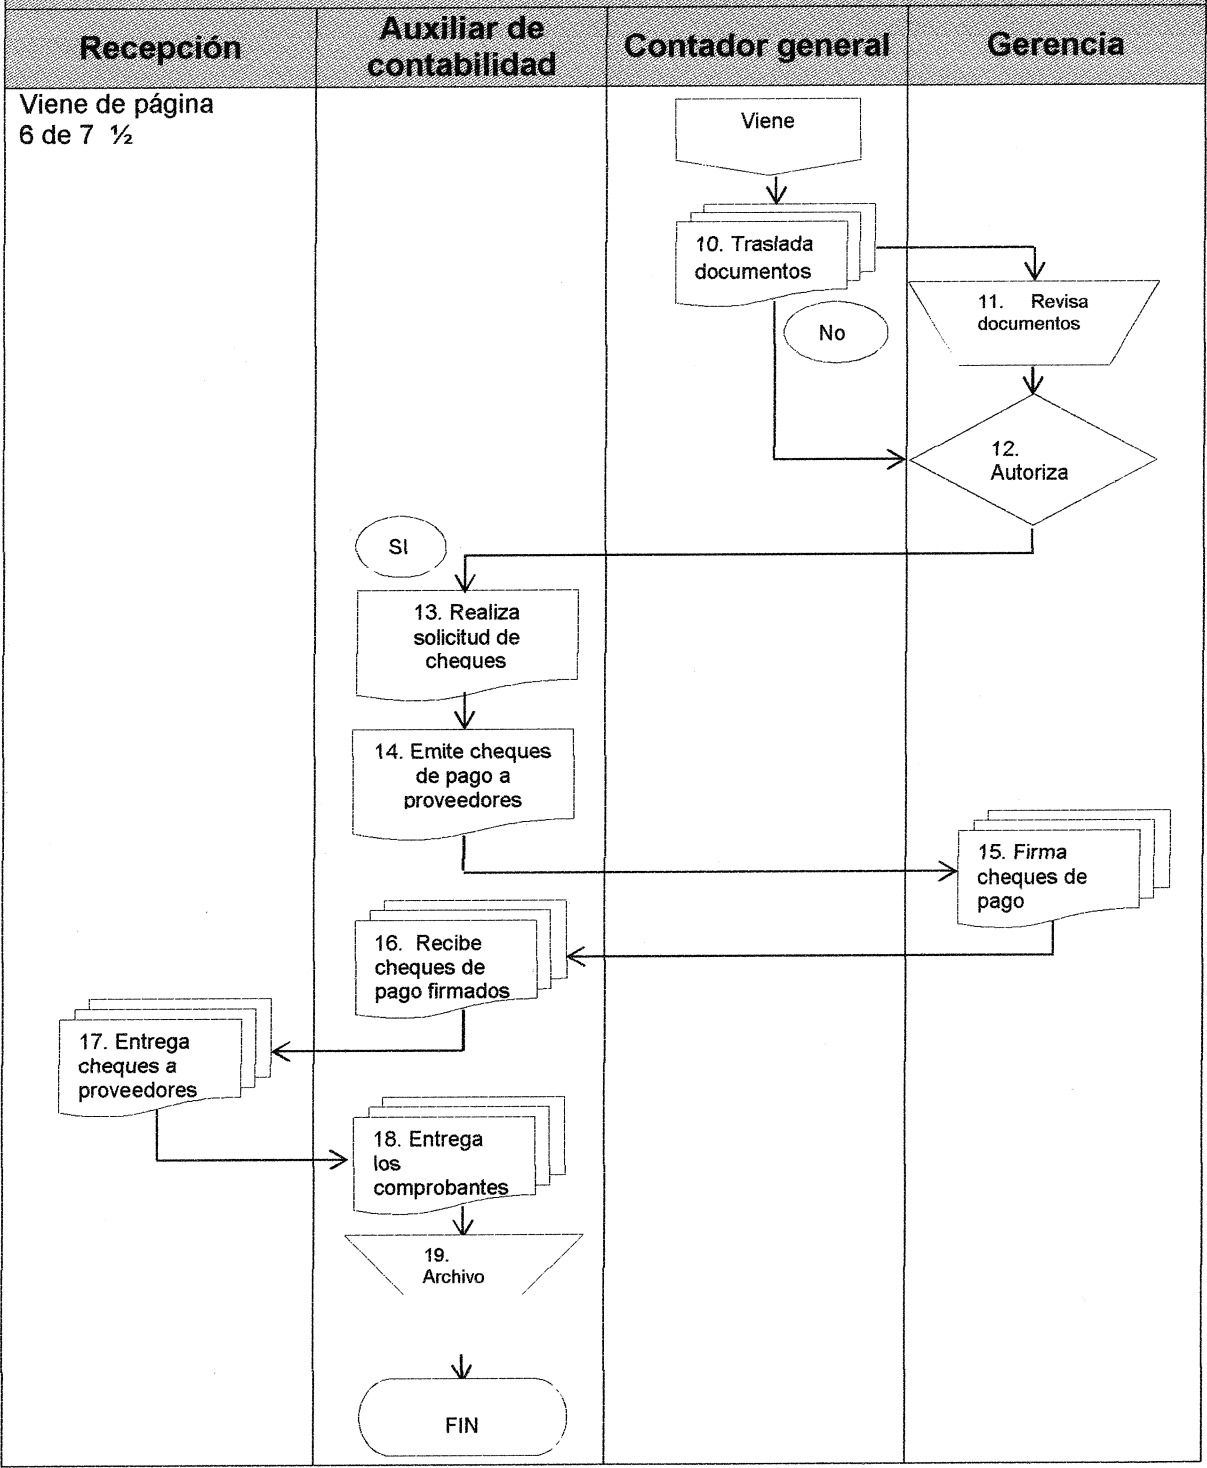 Recepción
Auxiliar de
contabilidad
Contador general
Gerencia
Viene de página
6 de 7 ½
Viene
10. Traslada
documentos
11. Revisa
documentos
No
12.
Autoriza
SI
13. Realiza
solicitud de
cheques
14. Emite cheques
de pago a
proveedores
15. Firma
cheques de
pago
16. Recibe
cheques de
pago firmados
17. Entrega
cheques a
proveedores
18. Entrega
los
comprobantes
19.
Archivo
FIN